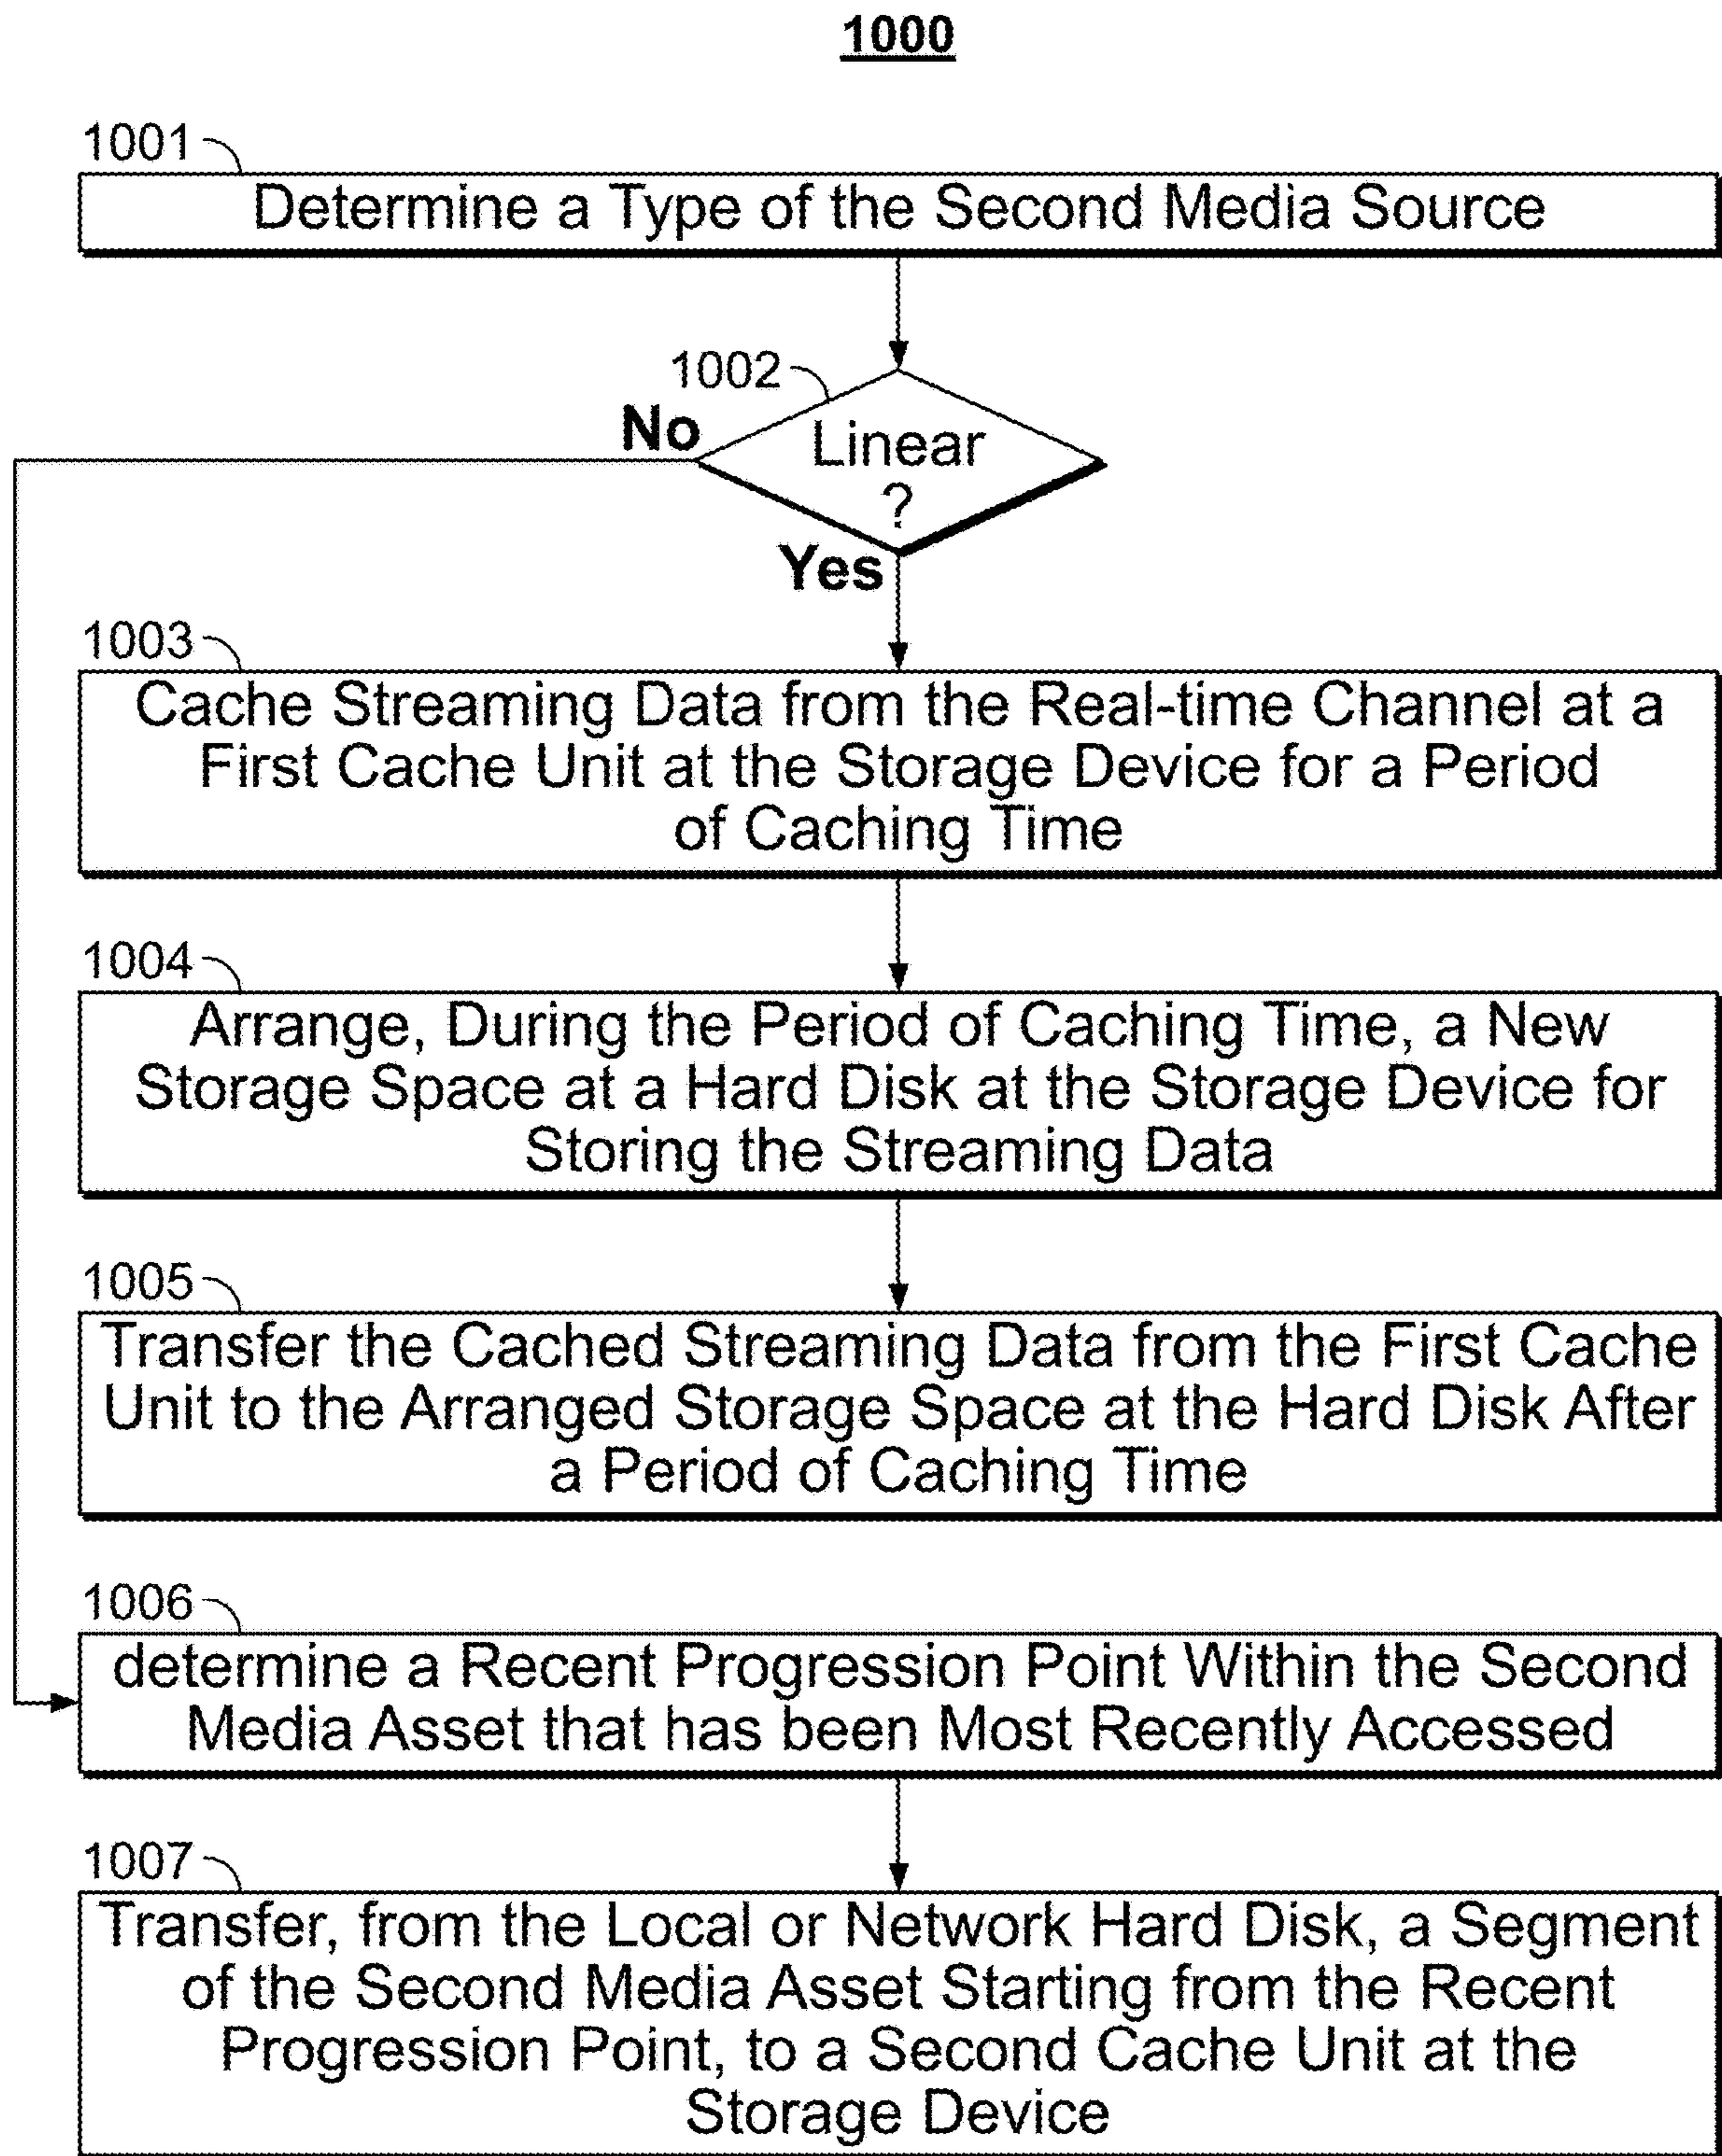 1000
1001
Determine a Type of the Second Media Source
1002
No
Linear
?
Yes
1003
Cache Streaming Data from the Real-time Channel at a
First Cache Unit at the Storage Device for a Period
of Caching Time
1004
Arrange, During the Period of Caching Time, a New
Storage Space at a Hard Disk at the Storage Device for
Storing the Streaming Data
1005
Transfer the Cached Streaming Data from the First Cache
Unit to the Arranged Storage Space at the Hard Disk After
a Period of Caching Time
1006
determine a Recent Progression Point Within the Second
Media Asset that has been Most Recently Accessed
1007
Transfer, from the Local or Network Hard Disk, a Segment
of the Second Media Asset Starting from the Recent
Progression Point, to a Second Cache Unit at the
Storage Device